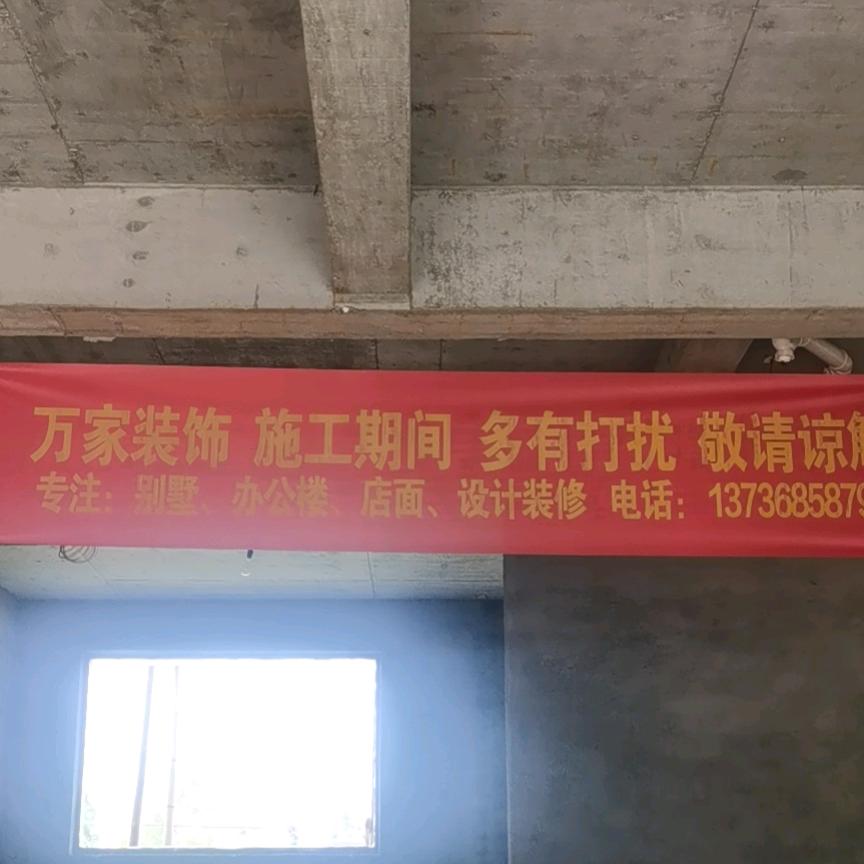 万家装饰 施工期间 多有打扰 敬请谅解
专注：别墅、办公楼、店面、设计装修 电话：1373685879